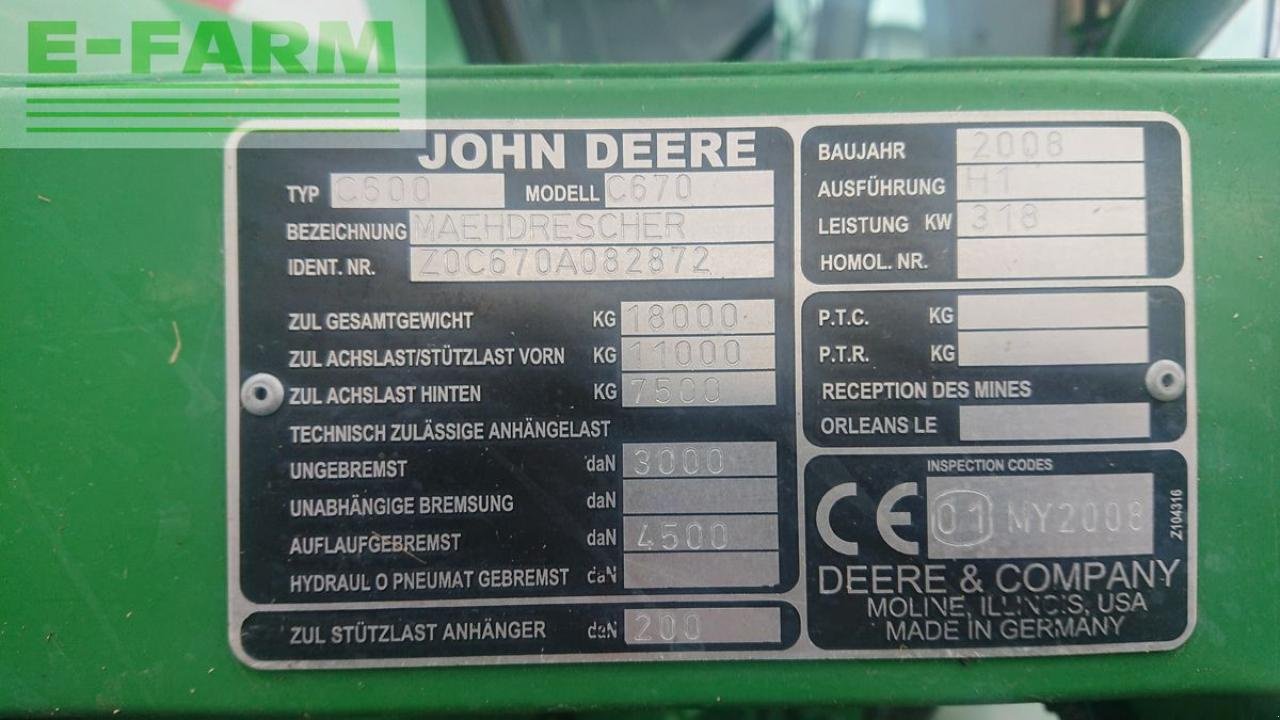 E-FARM
JOHN DEERE
TYP C600 MODELL C670
BEZEICHNUNG MAEHDRESCHER
IDENT. NR. Z0C670A082872
ZUL GESAMTGEWICHT KG 18000
ZUL ACHSLAST/STÜTZLAST VORN KG 11000
ZUL ACHSLAST HINTEN KG 7500
TECHNISCH ZULÄSSIGE ANHÄNGELAST
UNGEBREMST daN 3000
UNABHÄNGIGE BREMSUNG daN
AUFLAUFGEBREMST daN 4500
HYDRAUL O PNEUMAT GEBREMST daN
ZUL STÜTZLAST ANHÄNGER daN 200
BAUJAHR 2008
AUSFÜHRUNG H1
LEISTUNG KW 318
HOMOL. NR.
P.T.C. KG
P.T.R. KG
RECEPTION DES MINES
ORLEANS LE
INSPECTION CODES
CE 01 MY2008
Z104316
DEERE & COMPANY
MOLINE, ILLINOIS, USA
MADE IN GERMANY